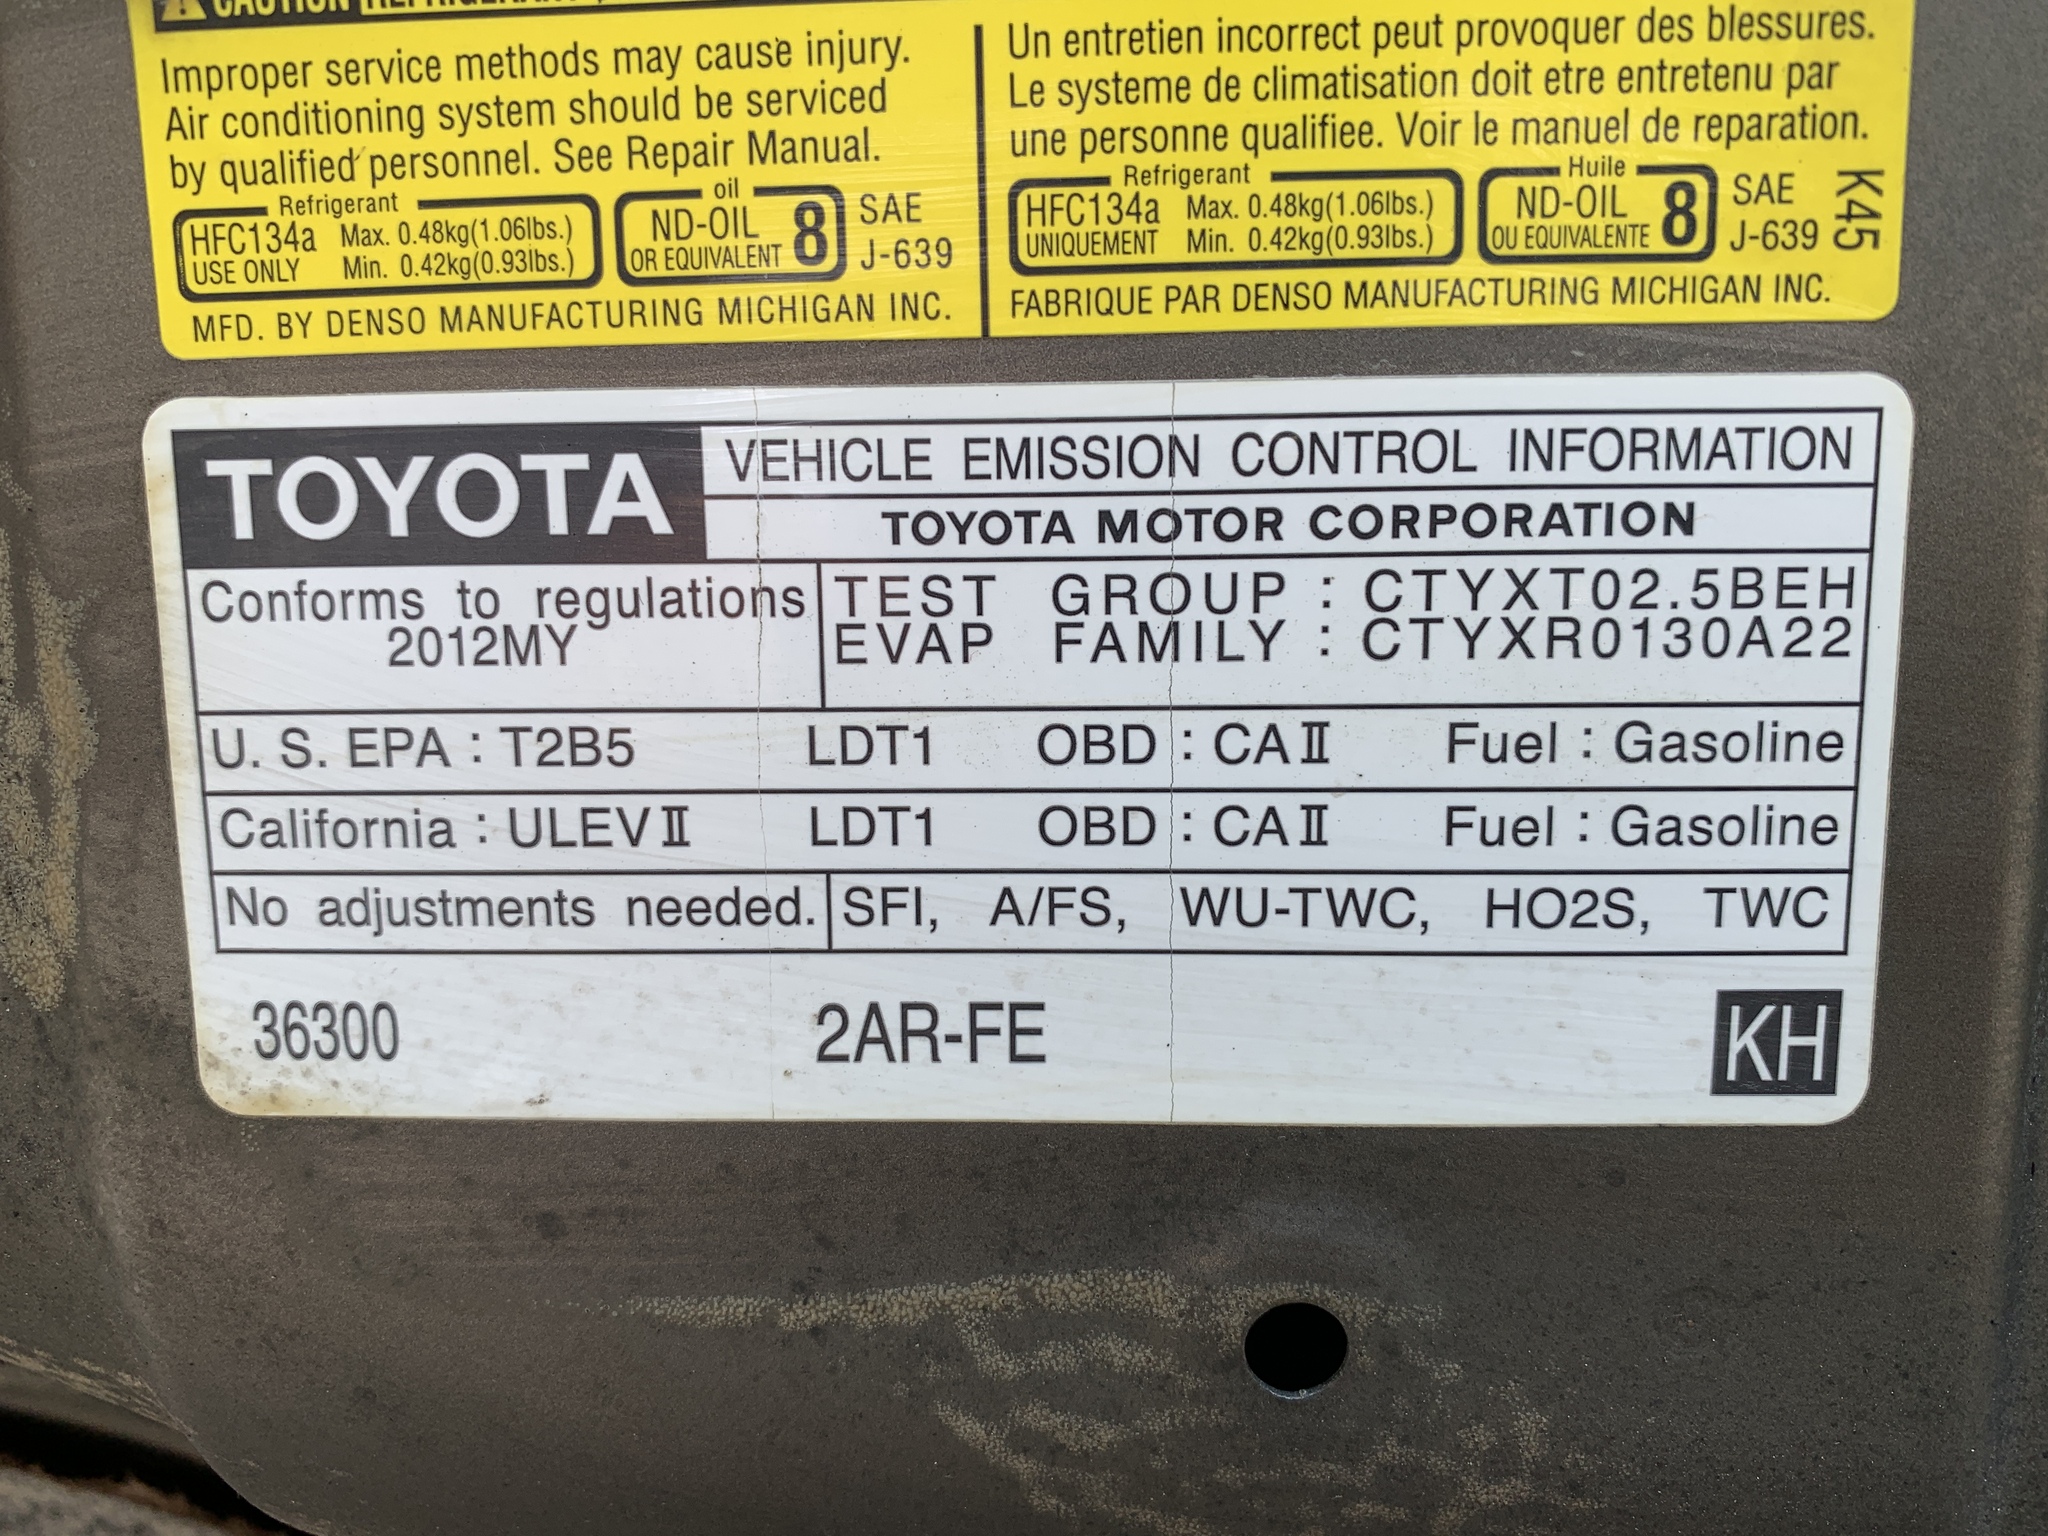 CAUTION REFRIGERANT
Improper service methods may cause injury.
Air conditioning system should be serviced
by qualified personnel. See Repair Manual.
Refrigerant
HFC134a Max. 0.48kg(1.06lbs.)
USE ONLY Min. 0.42kg(0.93lbs.)
oil
ND-OIL 8
OR EQUIVALENT
SAE
J-639
MFD. BY DENSO MANUFACTURING MICHIGAN INC.
Un entretien incorrect peut provoquer des blessures.
Le systeme de climatisation doit etre entretenu par
une personne qualifiee. Voir le manuel de reparation.
Refrigerant
HFC134a Max. 0.48kg(1.06lbs.)
UNIQUEMENT Min. 0.42kg(0.93lbs.)
Huile
ND-OIL 8
OU EQUIVALENTE
SAE
J-639
K45
FABRIQUE PAR DENSO MANUFACTURING MICHIGAN INC.
TOYOTA
VEHICLE EMISSION CONTROL INFORMATION
TOYOTA MOTOR CORPORATION
Conforms to regulations
2012MY
TEST GROUP : CTYXT02.5BEH
EVAP FAMILY : CTYXR0130A22
U. S. EPA : T2B5 LDT1 OBD : CAⅡ Fuel : Gasoline
California : ULEVⅡ LDT1 OBD : CAⅡ Fuel : Gasoline
No adjustments needed. SFI, A/FS, WU-TWC, HO2S, TWC
36300 2AR-FE KH